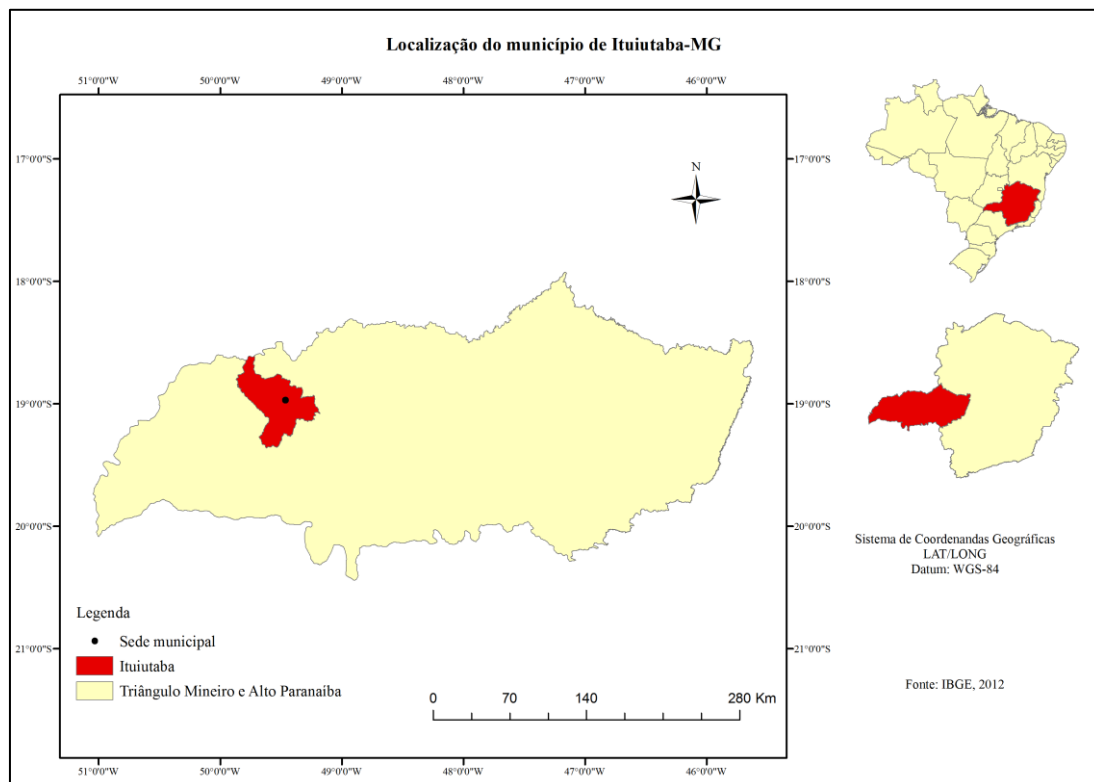 Localização do município de Ituiutaba-MG
51°0'0"W 50°0'0"W 49°0'0"W 48°0'0"W 47°0'0"W 46°0'0"W
N
17°0'0"S 17°0'0"S
18°0'0"S 18°0'0"S
19°0'0"S 19°0'0"S
20°0'0"S 20°0'0"S
21°0'0"S 21°0'0"S
Legenda
Sede municipal
Ituiutaba
Triângulo Mineiro e Alto Paranaíba
0 70 140 280 Km
51°0'0"W 50°0'0"W 49°0'0"W 48°0'0"W 47°0'0"W 46°0'0"W
Sistema de Coordenandas Geográficas
LAT/LONG
Datum: WGS-84
Fonte: IBGE, 2012